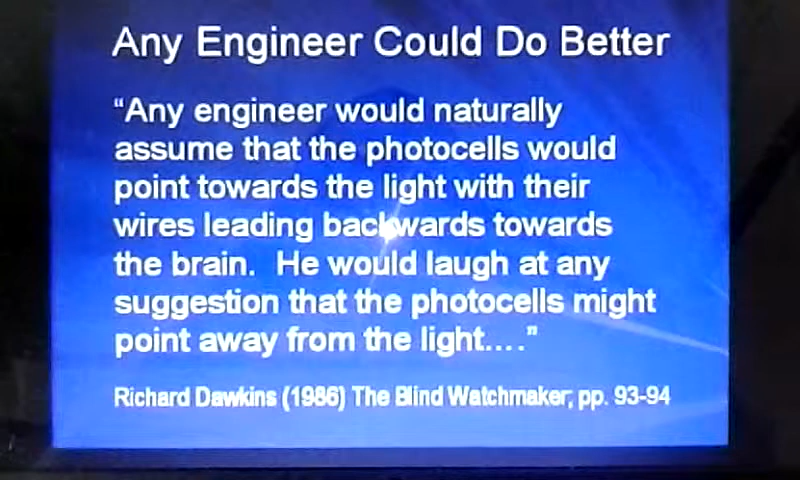 Any Engineer Could Do Better
“Any engineer would naturally
assume that the photocells would
point towards the light with their
wires leading backwards towards
the brain.  He would laugh at any
suggestion that the photocells might
point away from the light....”
Richard Dawkins (1986) The Blind Watchmaker, pp. 93-94